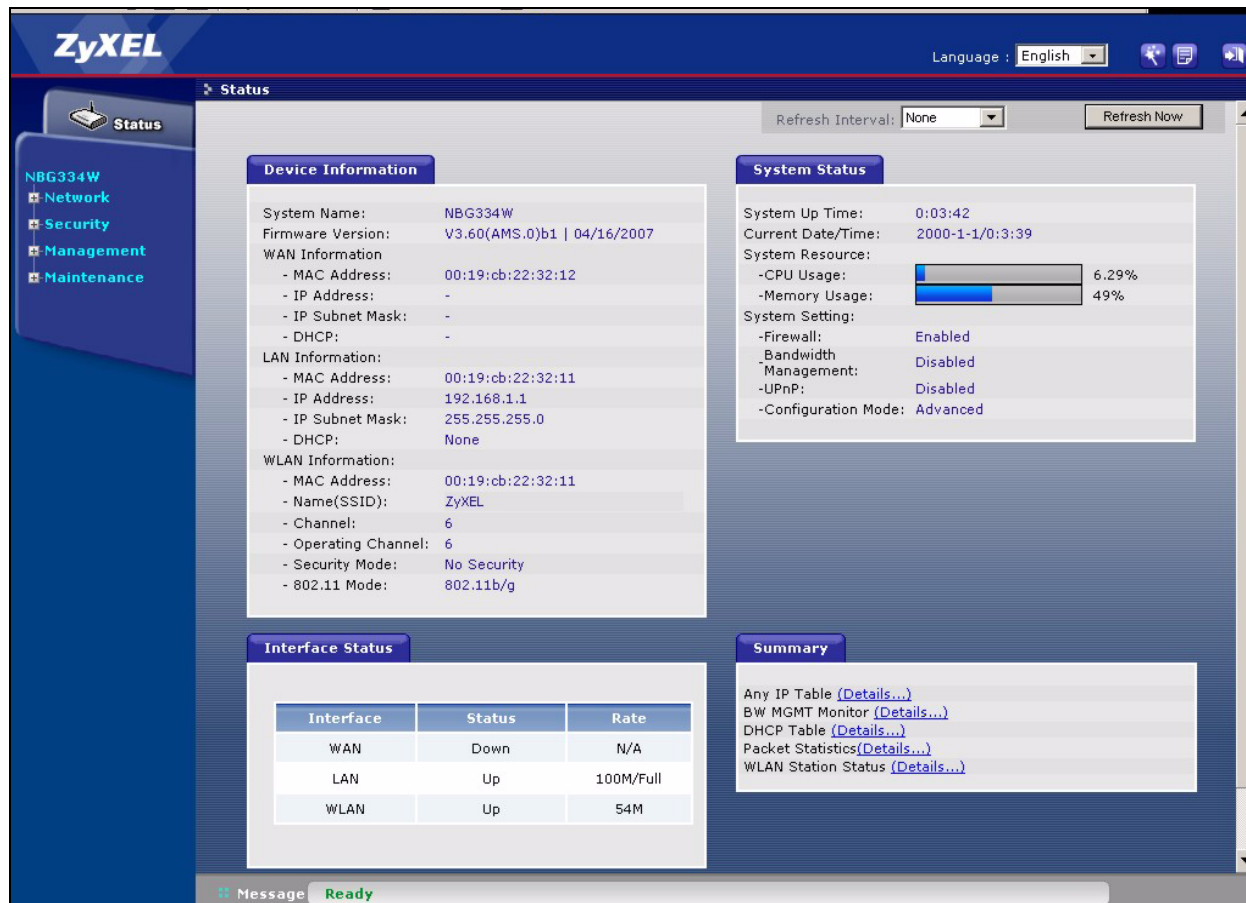 ZyXEL
Language : English
Status
Status
Refresh Interval: None
Refresh Now
NBG334W
Network
Security
Management
Maintenance
Device Information
System Name: NBG334W
Firmware Version: V3.60(AMS.0)b1 | 04/16/2007
WAN Information
- MAC Address: 00:19:cb:22:32:12
- IP Address: -
- IP Subnet Mask: -
- DHCP: -
LAN Information:
- MAC Address: 00:19:cb:22:32:11
- IP Address: 192.168.1.1
- IP Subnet Mask: 255.255.255.0
- DHCP: None
WLAN Information:
- MAC Address: 00:19:cb:22:32:11
- Name(SSID): ZyXEL
- Channel: 6
- Operating Channel: 6
- Security Mode: No Security
- 802.11 Mode: 802.11b/g
System Status
System Up Time: 0:03:42
Current Date/Time: 2000-1-1/0:3:39
System Resource:
-CPU Usage: 6.29%
-Memory Usage: 49%
System Setting:
-Firewall: Enabled
-Bandwidth
Management: Disabled
-UPnP: Disabled
-Configuration Mode: Advanced
Interface Status
Interface Status Rate
WAN Down N/A
LAN Up 100M/Full
WLAN Up 54M
Summary
Any IP Table (Details...)
BW MGMT Monitor (Details...)
DHCP Table (Details...)
Packet Statistics(Details...)
WLAN Station Status (Details...)
Message Ready